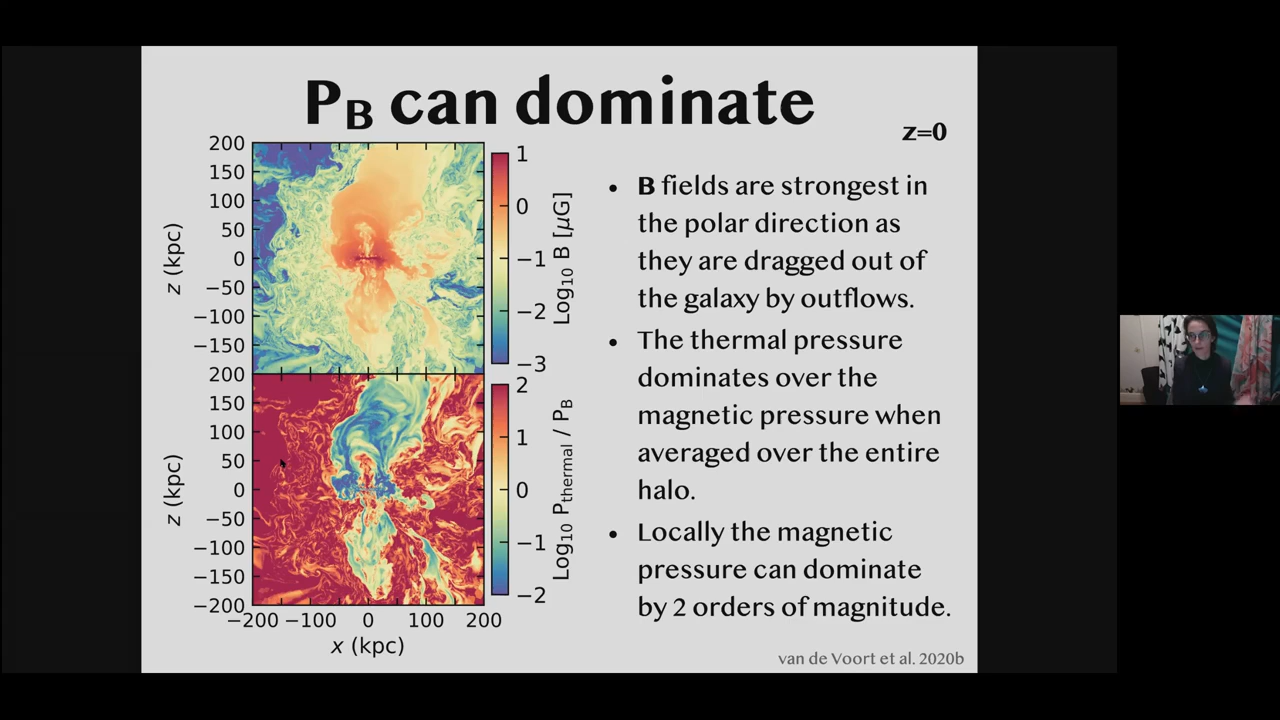 P_B can dominate
z=0
200
150
100
50
0
−50
−100
−150
200
150
100
50
0
−50
−100
−150
−200
z (kpc)
z (kpc)
−200 −100 0 100 200
x (kpc)
1
0
−1
−2
−3
Log₁₀ B [μG]
2
1
0
−1
−2
Log₁₀ P_thermal / P_B
• B fields are strongest in
the polar direction as
they are dragged out of
the galaxy by outflows.
• The thermal pressure
dominates over the
magnetic pressure when
averaged over the entire
halo.
• Locally the magnetic
pressure can dominate
by 2 orders of magnitude.
van de Voort et al. 2020b